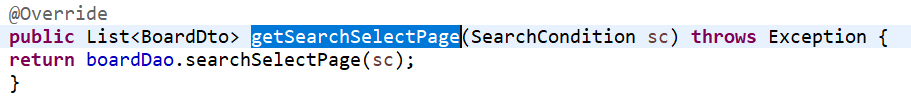 @Override
public List<BoardDto> getSearchSelectPage(SearchCondition sc) throws Exception {
return boardDao.searchSelectPage(sc);
}